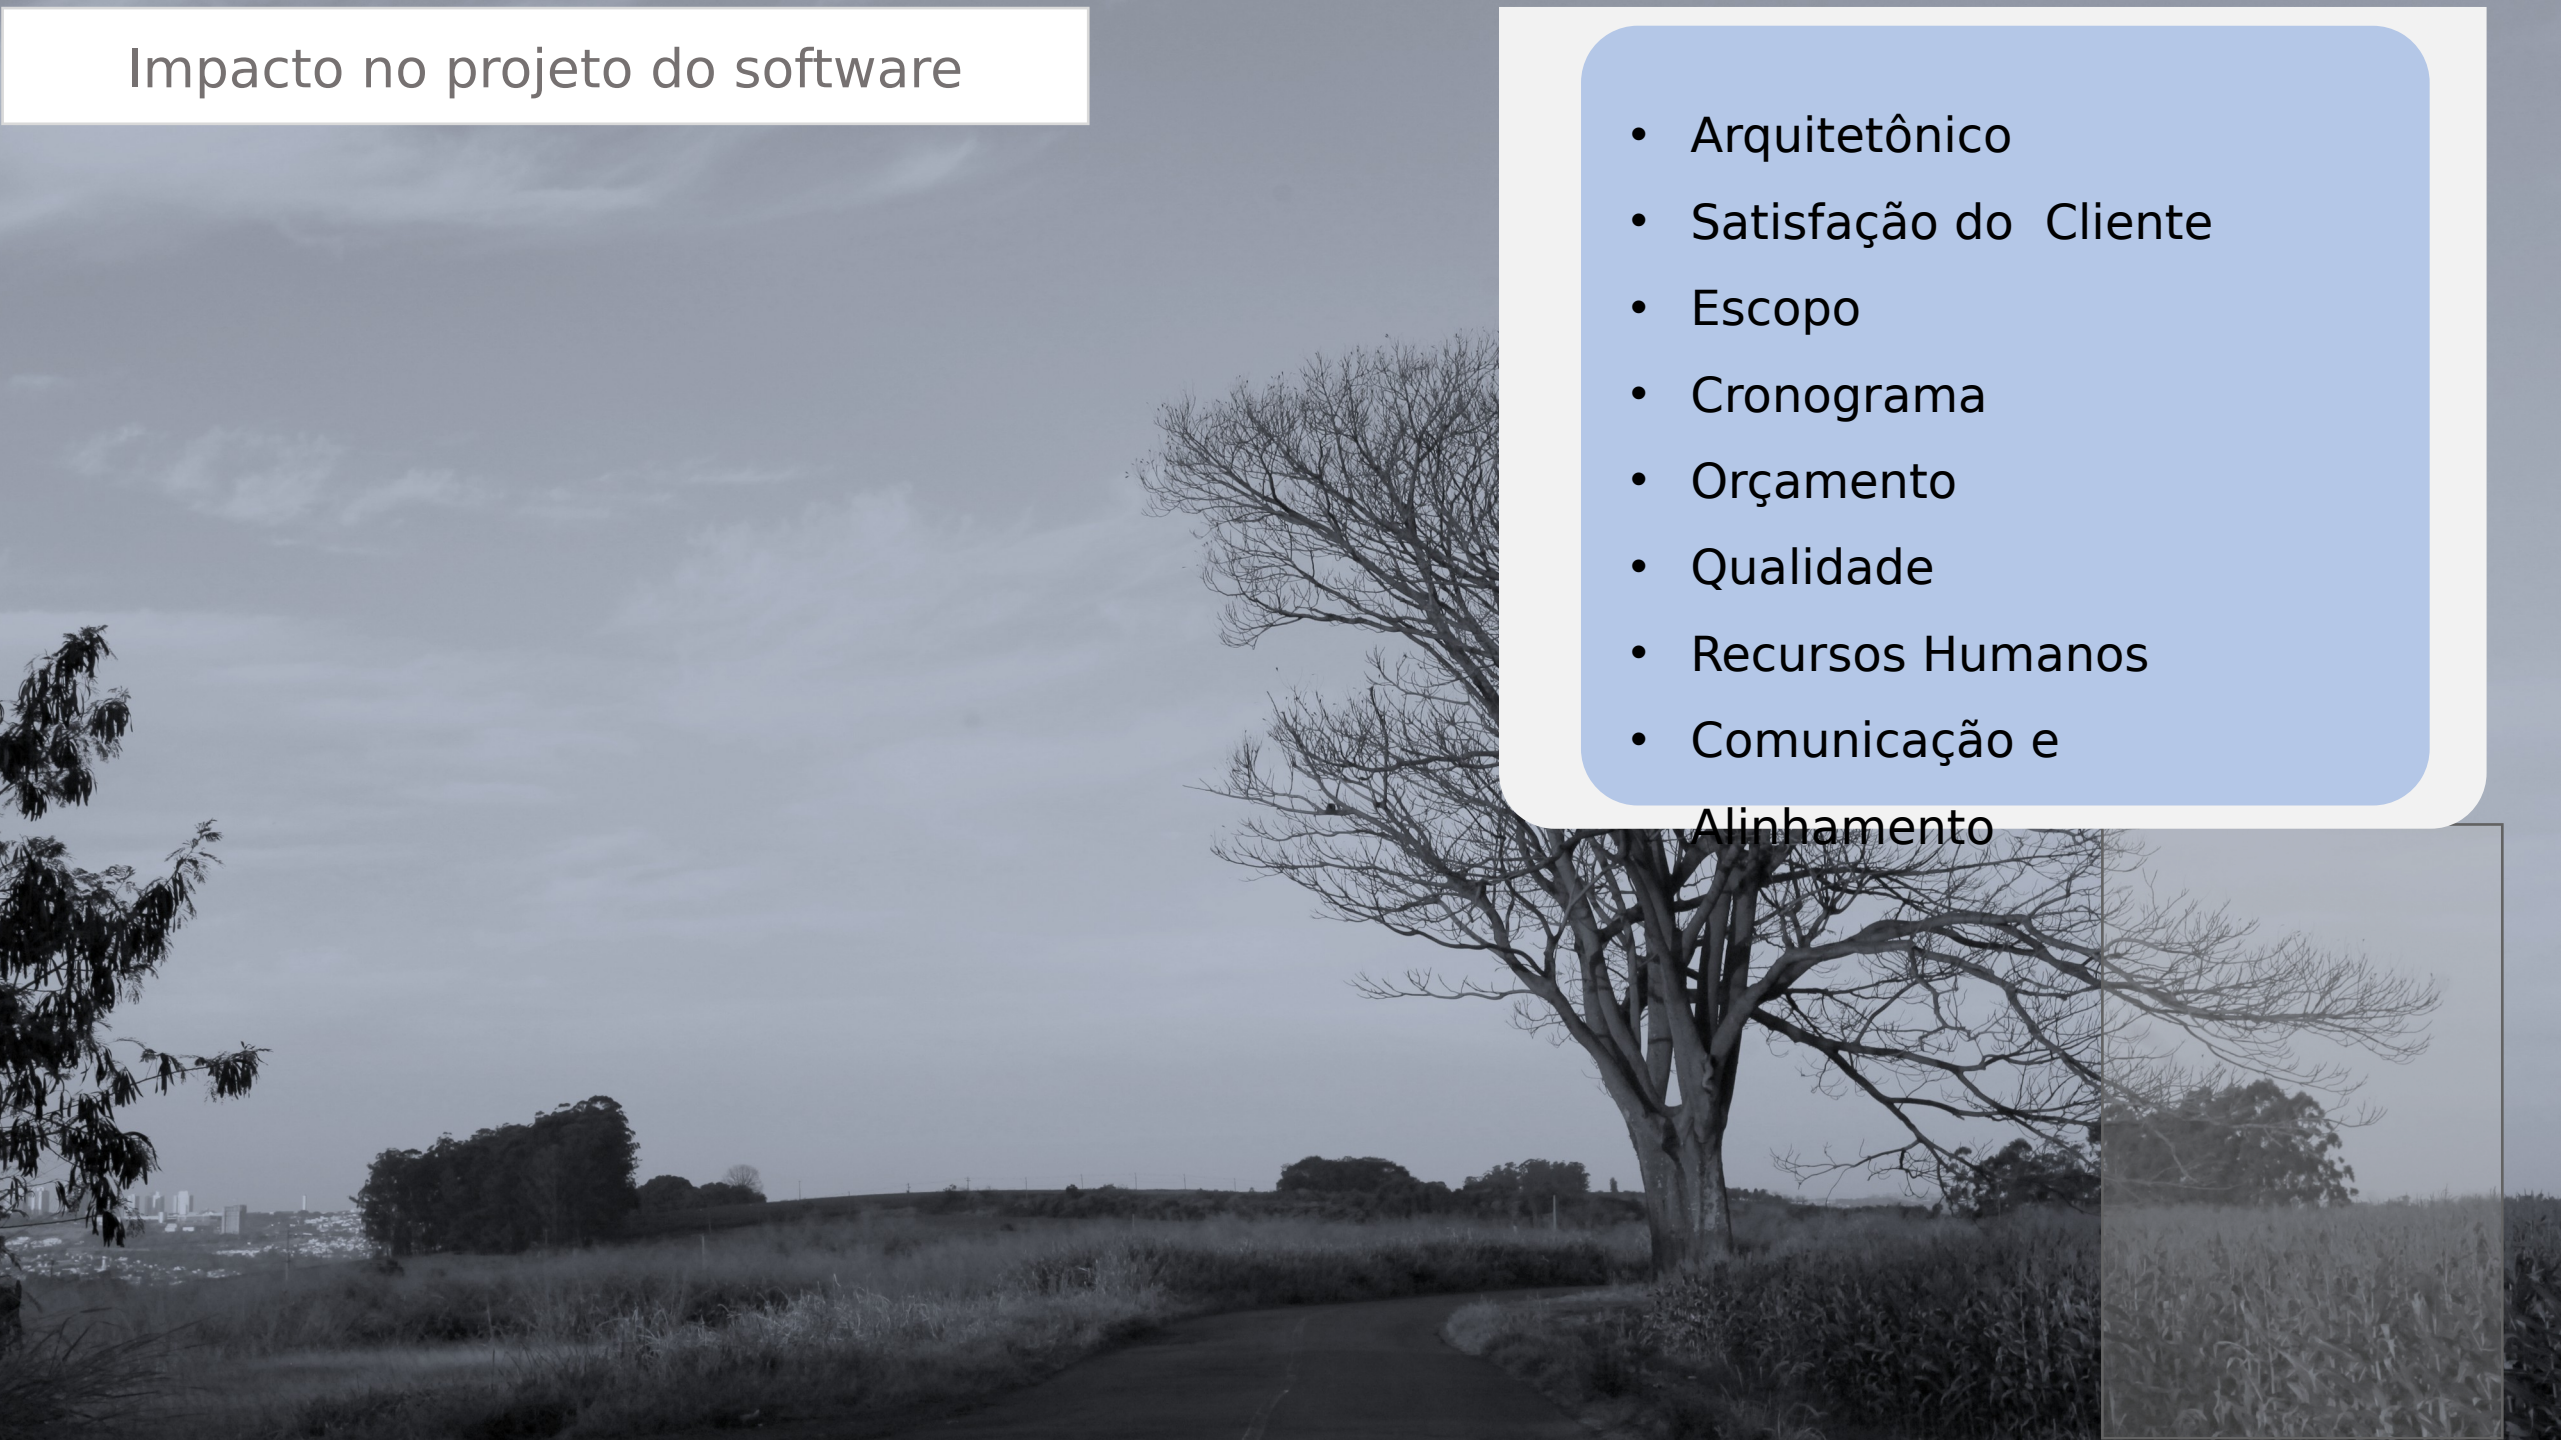 Impacto no projeto do software
• Arquitetônico
• Satisfação do  Cliente
• Escopo
• Cronograma
• Orçamento
• Qualidade
• Recursos Humanos
• Comunicação e
Alinhamento